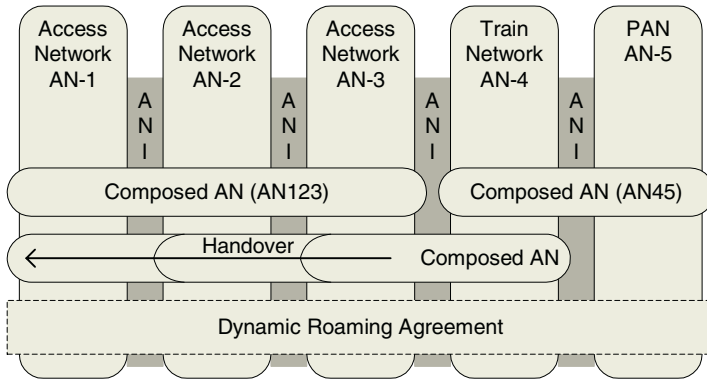 Access
Network
AN-1
Access
Network
AN-2
Access
Network
AN-3
Train
Network
AN-4
PAN
AN-5
A
N
I
A
N
I
A
N
I
A
N
I
Composed AN (AN123)
Composed AN (AN45)
Handover
Composed AN
Dynamic Roaming Agreement